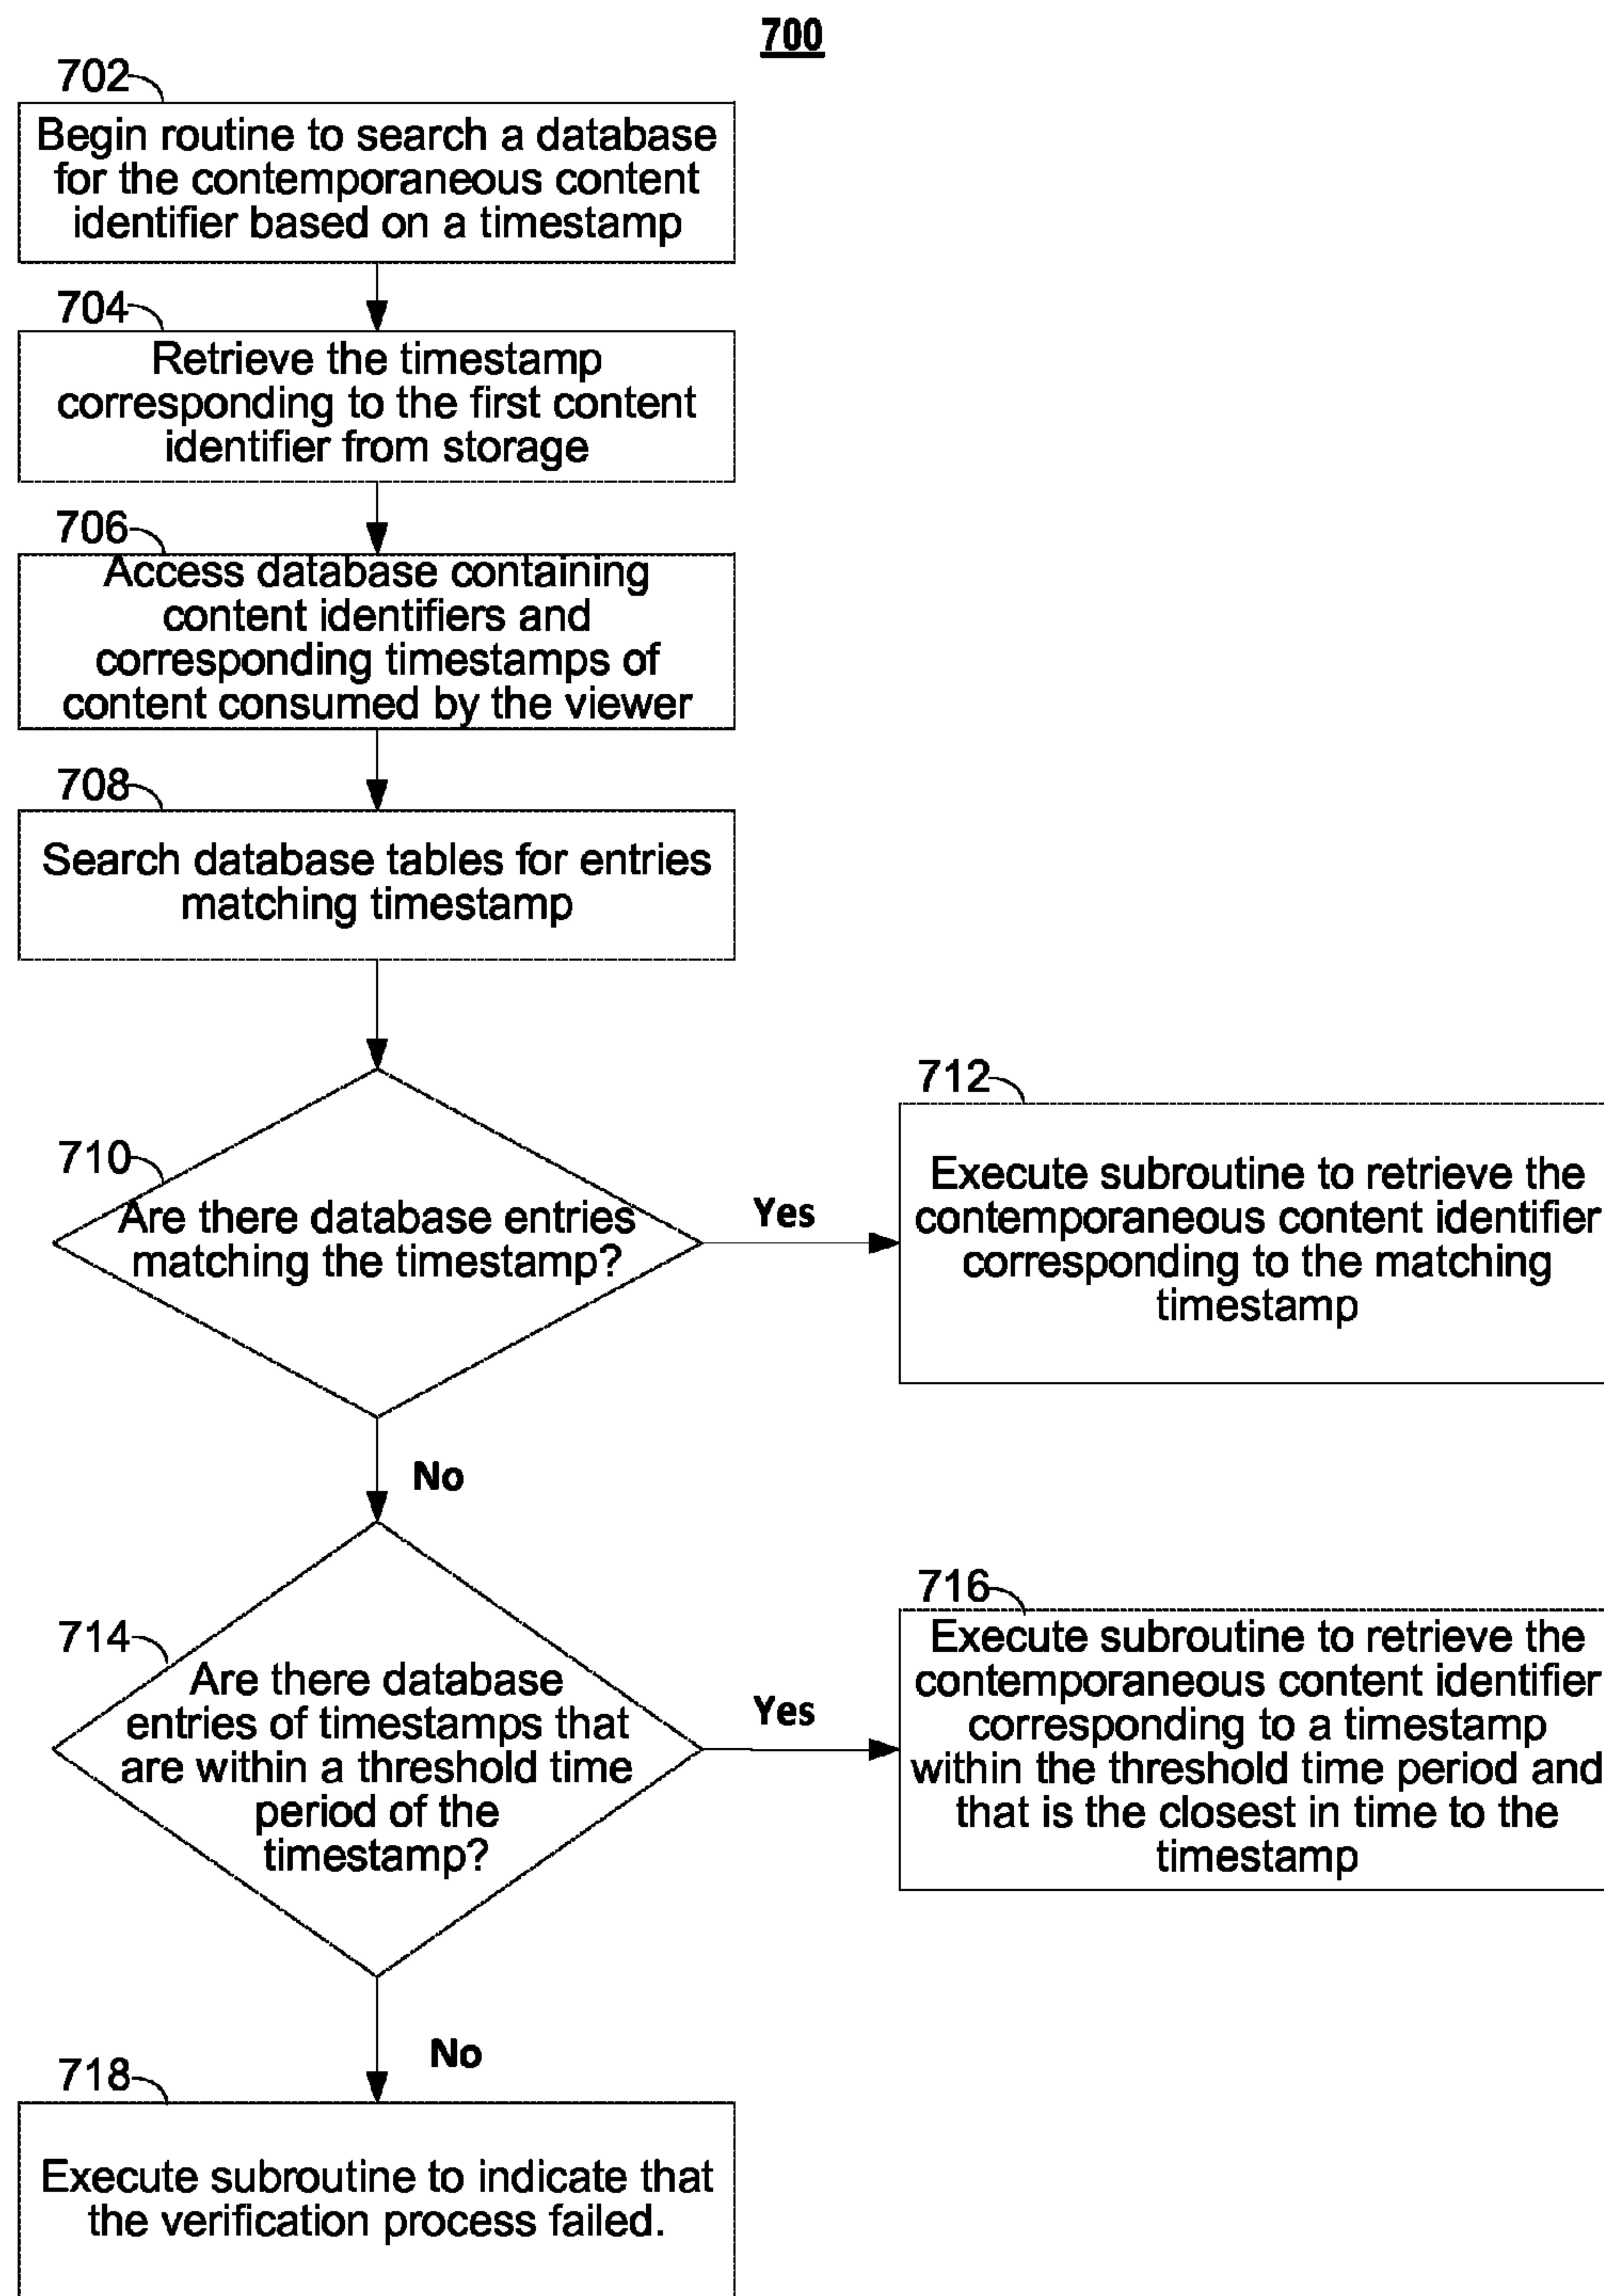 700
702
Begin routine to search a database
for the contemporaneous content
identifier based on a timestamp
704
Retrieve the timestamp
corresponding to the first content
identifier from storage
706
Access database containing
content identifiers and
corresponding timestamps of
content consumed by the viewer
708
Search database tables for entries
matching timestamp
710
Are there database entries
matching the timestamp?
Yes
712
Execute subroutine to retrieve the
contemporaneous content identifier
corresponding to the matching
timestamp
No
714
Are there database
entries of timestamps that
are within a threshold time
period of the
timestamp?
Yes
716
Execute subroutine to retrieve the
contemporaneous content identifier
corresponding to a timestamp
within the threshold time period and
that is the closest in time to the
timestamp
No
718
Execute subroutine to indicate that
the verification process failed.